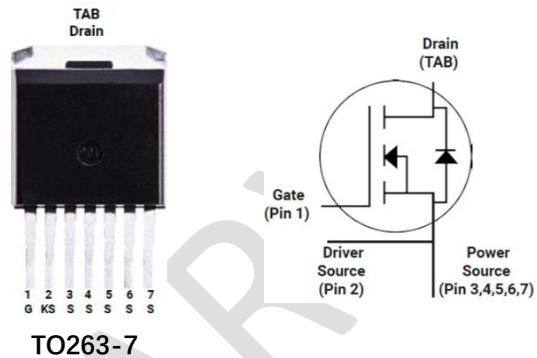 TAB
Drain
1 2 3 4 5 6 7
G KS S S S S S
TO263-7
Drain
(TAB)
Gate
(Pin 1)
Driver
Source
(Pin 2)
Power
Source
(Pin 3,4,5,6,7)